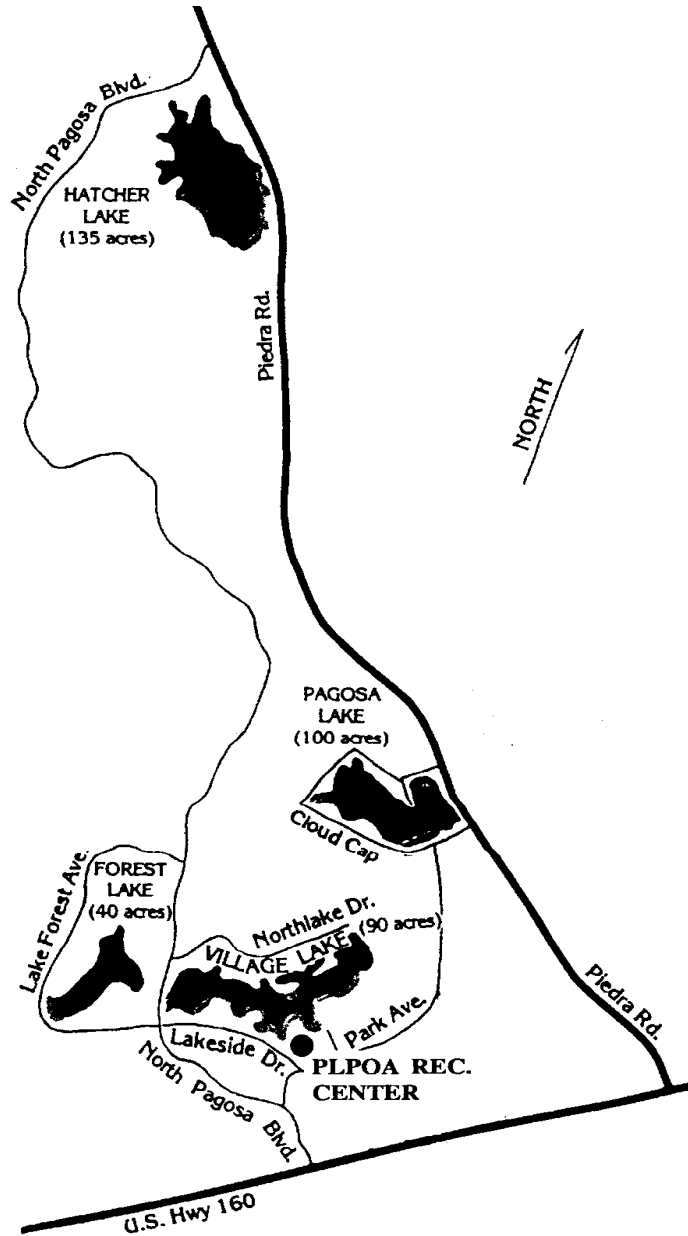 North Pagosa Blvd.
HATCHER
LAKE
(135 acres)
Piedra Rd.
NORTH
PAGOSA
LAKE
(100 acres)
Cloud Cap
Lake Forest Ave.
FOREST
LAKE
(40 acres)
Northlake Dr.
VILLAGE LAKE (90 acres)
Piedra Rd.
Park Ave.
Lakeside Dr.
PLPOA REC.
CENTER
North Pagosa Blvd.
U.S. Hwy 160